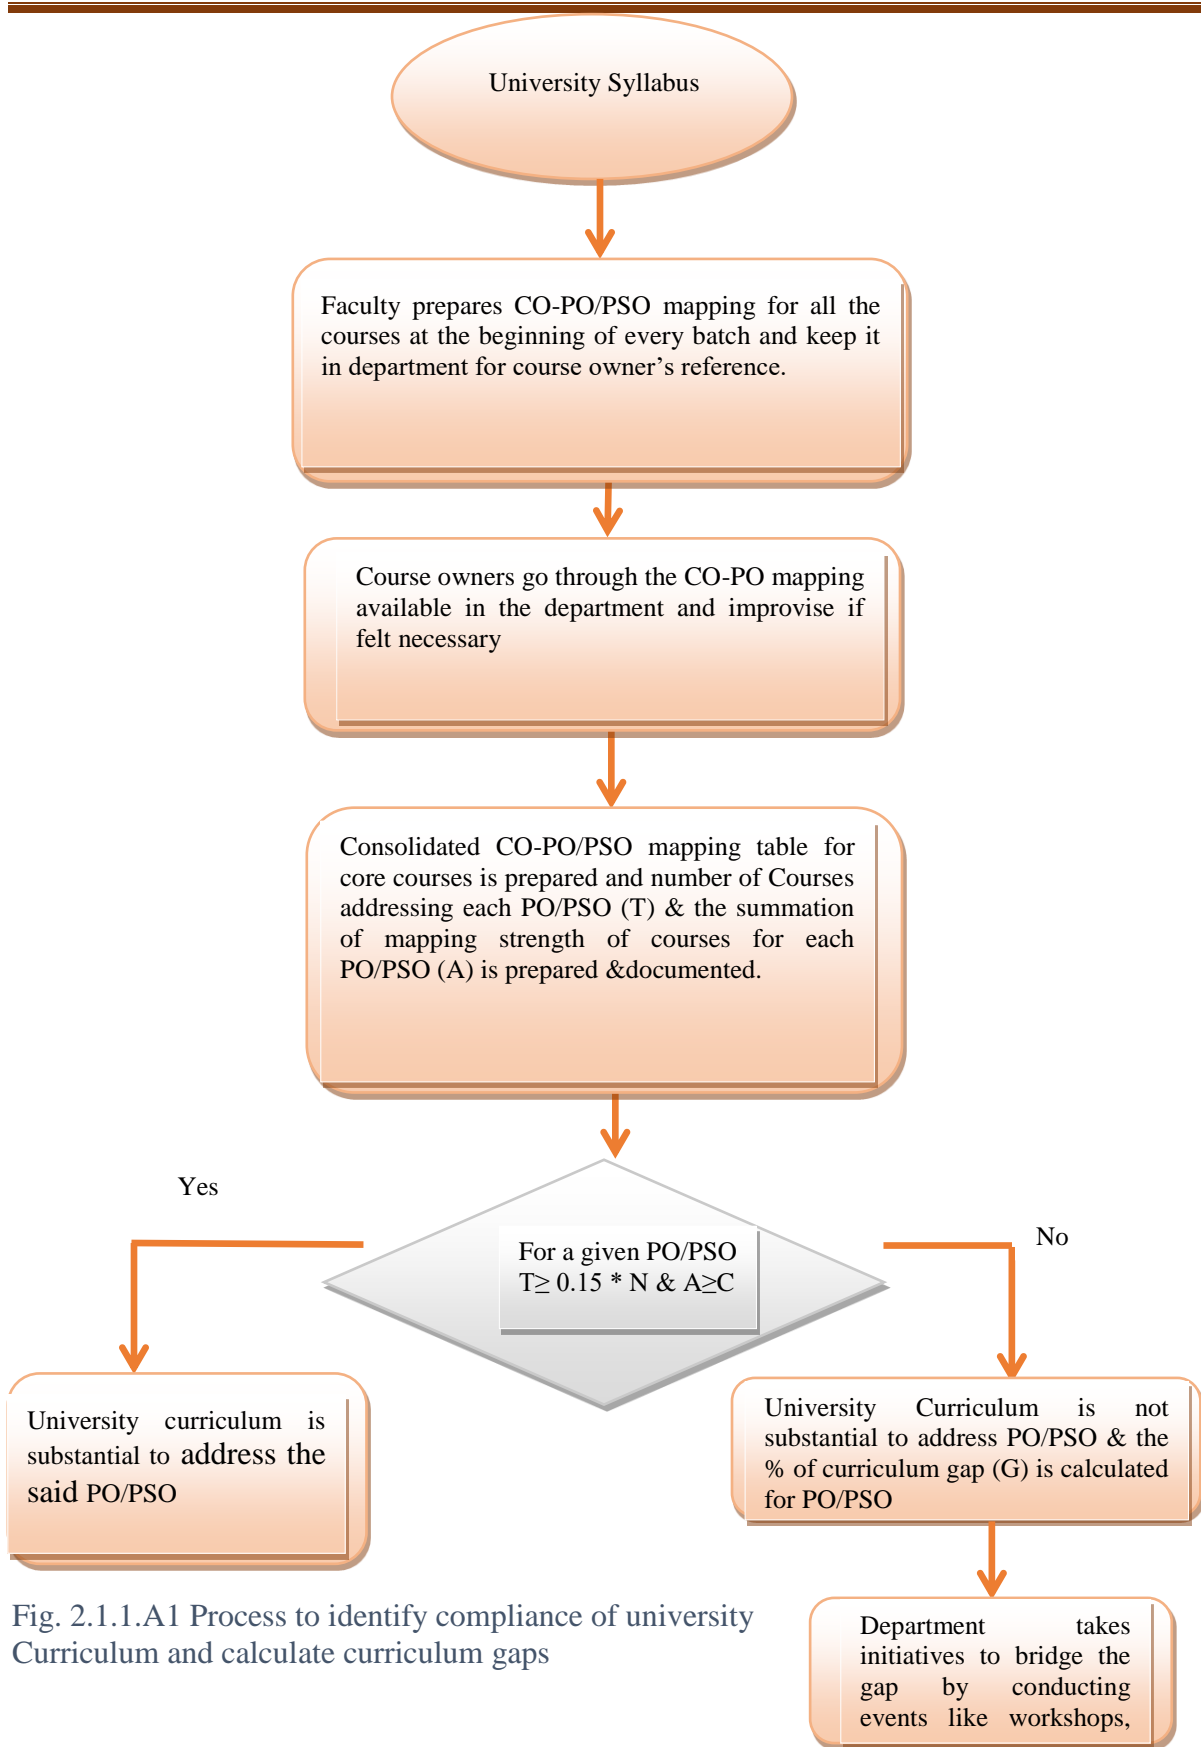 University Syllabus
Faculty prepares CO-PO/PSO mapping for all the
courses at the beginning of every batch and keep it
in department for course owner’s reference.
Course owners go through the CO-PO mapping
available in the department and improvise if
felt necessary
Consolidated CO-PO/PSO mapping table for
core courses is prepared and number of Courses
addressing each PO/PSO (T) & the summation
of mapping strength of courses for each
PO/PSO (A) is prepared &documented.
Yes
For a given PO/PSO
T≥ 0.15 * N & A≥C
No
University curriculum is
substantial to address the
said PO/PSO
University Curriculum is not
substantial to address PO/PSO & the
% of curriculum gap (G) is calculated
for PO/PSO
Fig. 2.1.1.A1 Process to identify compliance of university
Curriculum and calculate curriculum gaps
Department takes
initiatives to bridge the
gap by conducting
events like workshops,